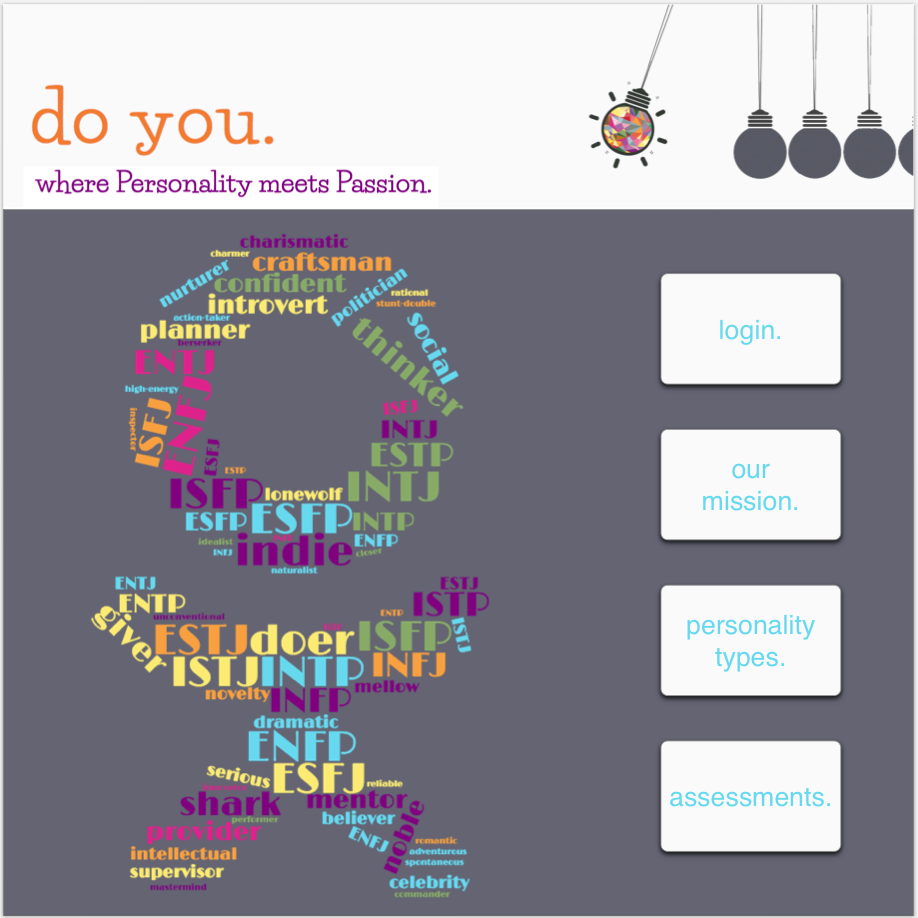 do you.
where Personality meets Passion.
charismatic
charmer
craftsman
nurturer
confident
politician
rational
introvert
stunt-double
action-taker
social
planner
thinker
berserker
ENTJ
high-energy
ENFJ
ISFJ
inspecter
ISFJ
INTJ
ESFJ
ESTP
ESTP
ISFP
lonewolf
INTJ
ESFP
ESFP
INTP
idealist
indie
ENFP
INFJ
closer
naturalist
ENTJ
ESTJ
ENTP
ISTP
giver
unconventional
ENTP
ISTJ
ESTJ
doer
ISFP
ISTJ
INTP
INFJ
novelty
INFP
mellow
dramatic
ENFP
serious
ESFJ
reliable
shark
mentor
performer
believer
noble
provider
ENFJ
romantic
intellectual
adventurous
spontaneous
supervisor
celebrity
mastermind
commander
login.
our
mission.
personality
types.
assessments.